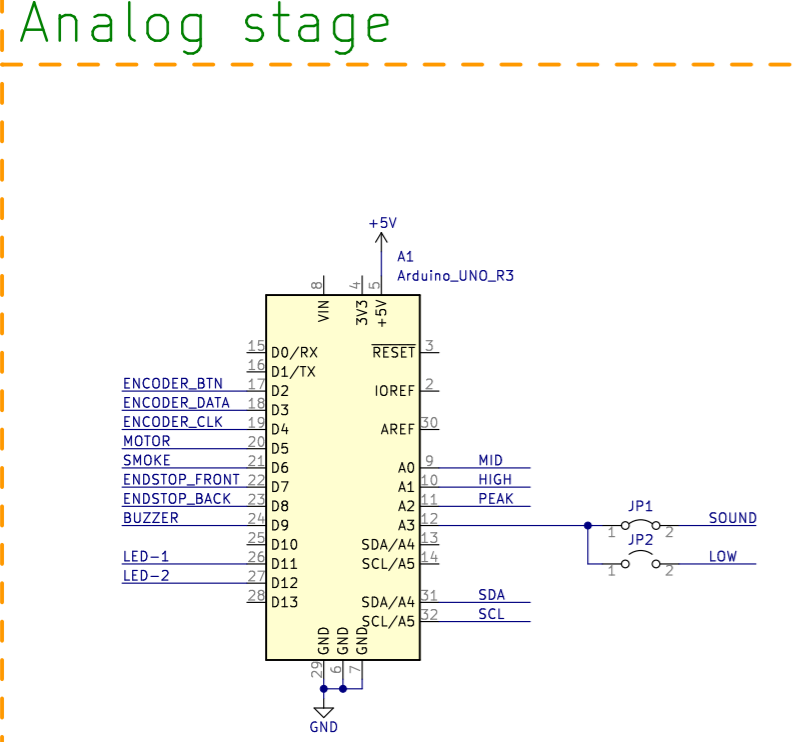 Analog stage
+5V
A1
Arduino_UNO_R3
8
4
5
VIN
3V3
+5V
15
D0/RX
RESET
3
16
D1/TX
ENCODER_BTN
17
D2
IOREF
2
ENCODER_DATA
18
D3
ENCODER_CLK
19
D4
AREF
30
MOTOR
20
D5
SMOKE
21
D6
A0
9
MID
ENDSTOP_FRONT
22
D7
A1
10
HIGH
ENDSTOP_BACK
23
D8
A2
11
PEAK
BUZZER
24
D9
A3
12
JP1
1
2
SOUND
25
D10
SDA/A4
13
JP2
LED-1
26
D11
SCL/A5
14
1
2
LOW
LED-2
27
D12
28
D13
SDA/A4
31
SDA
SCL/A5
32
SCL
GND
GND
GND
29
6
7
GND